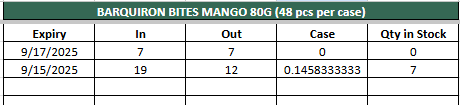 BARQUIRON BITES MANGO 80G (48 pcs per case)
Expiry In Out Case Qty in Stock
9/17/2025 7 7 0 0
9/15/2025 19 12 0.1458333333 7